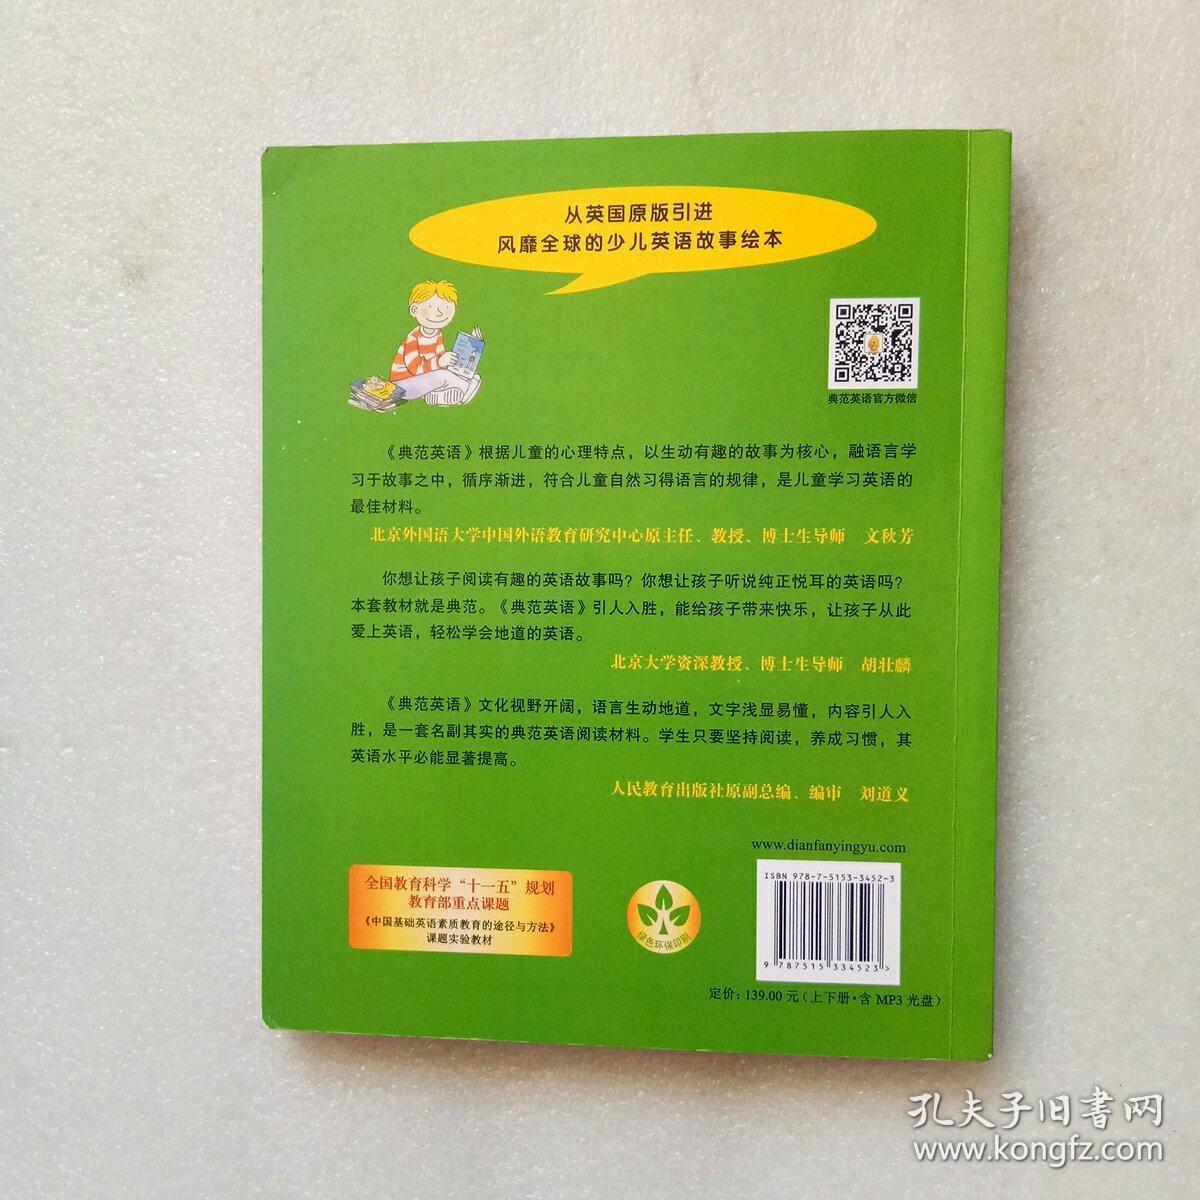 从英国原版引进
风靡全球的少儿英语故事绘本
典范英语官方微信
《典范英语》根据儿童的心理特点，以生动有趣的故事为核心，融语言学
习于故事之中，循序渐进，符合儿童自然习得语言的规律，是儿童学习英语的
最佳材料。
北京外国语大学中国外语教育研究中心原主任、教授、博士生导师 文秋芳
你想让孩子阅读有趣的英语故事吗？你想让孩子听说纯正悦耳的英语吗？
本套教材就是典范。《典范英语》引人入胜，能给孩子带来快乐，让孩子从此
爱上英语，轻松学会地道的英语。
北京大学资深教授、博士生导师 胡壮麟
《典范英语》文化视野开阔，语言生动地道，文字浅显易懂，内容引人入
胜，是一套名副其实的典范英语阅读材料。学生只要坚持阅读，养成习惯，其
英语水平必能显著提高。
人民教育出版社原副总编、编审 刘道义
www.dianfanyingyu.com
全国教育科学“十一五”规划
教育部重点课题
《中国基础英语素质教育的途径与方法》
课题实验教材
绿色环保印刷
ISBN 978-7-5153-3452-3
9 787515 334523 >
定价：139.00 元（上下册·含 MP3 光盘）
孔夫子旧书网
www.kongfz.com